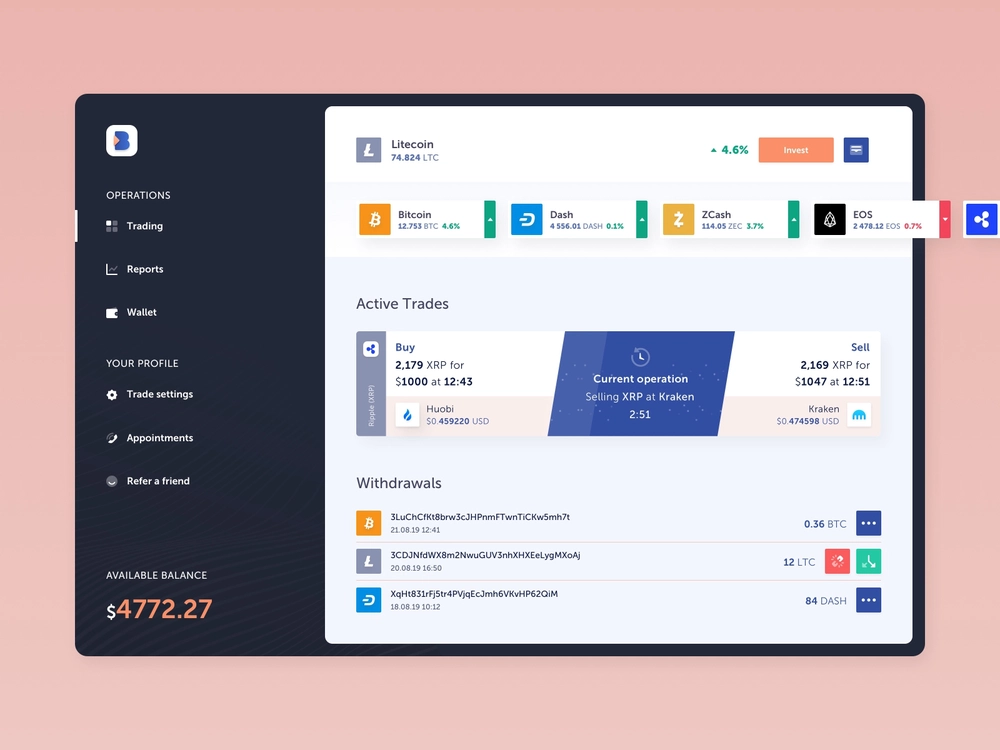 B
OPERATIONS
Trading
Reports
Wallet
YOUR PROFILE
Trade settings
Appointments
Refer a friend
AVAILABLE BALANCE
$4772.27
Litecoin
74.824 LTC
4.6%
Invest
Bitcoin
12.753 BTC 4.6%
Dash
4 556.01 DASH 0.1%
ZCash
114.05 ZEC 3.7%
EOS
2 478.12 EOS 0.7%
Active Trades
Ripple (XRP)
Buy
2,179 XRP for
$1000 at 12:43
Huobi
$0.459220 USD
Current operation
Selling XRP at Kraken
2:51
Sell
2,169 XRP for
$1047 at 12:51
Kraken
$0.474598 USD
Withdrawals
3LuChCfKt8brw3cJHPnmFTwnTiCKw5mh7t
21.08.19 12:41
0.36 BTC
3CDJNfdWX8m2NwuGUV3nhXHXEeLygMXoAj
20.08.19 16:50
12 LTC
XqHt831rFj5tr4PVjqEcJmh6VKvHP62QiM
18.08.19 10:12
84 DASH